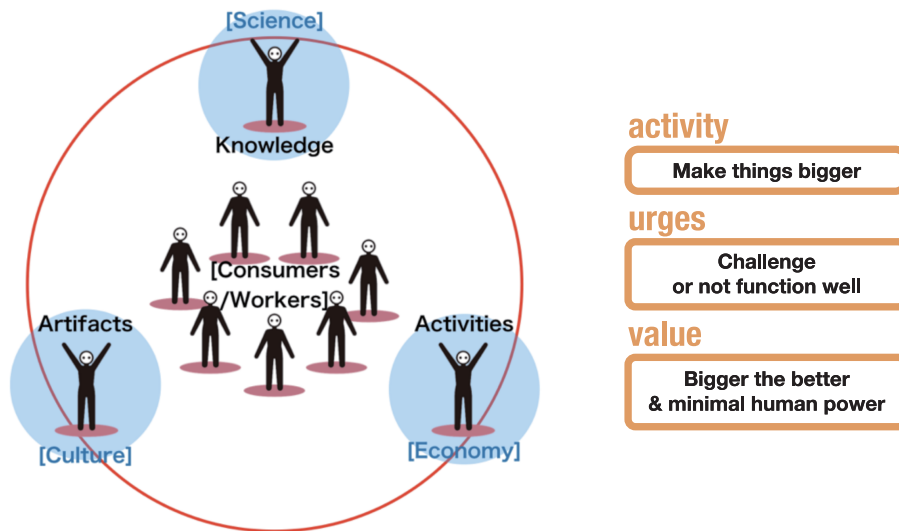 [Science]
Knowledge
[Consumers
/Workers]
Artifacts
Activities
[Culture]
[Economy]
activity
Make things bigger
urges
Challenge
or not function well
value
Bigger the better
& minimal human power